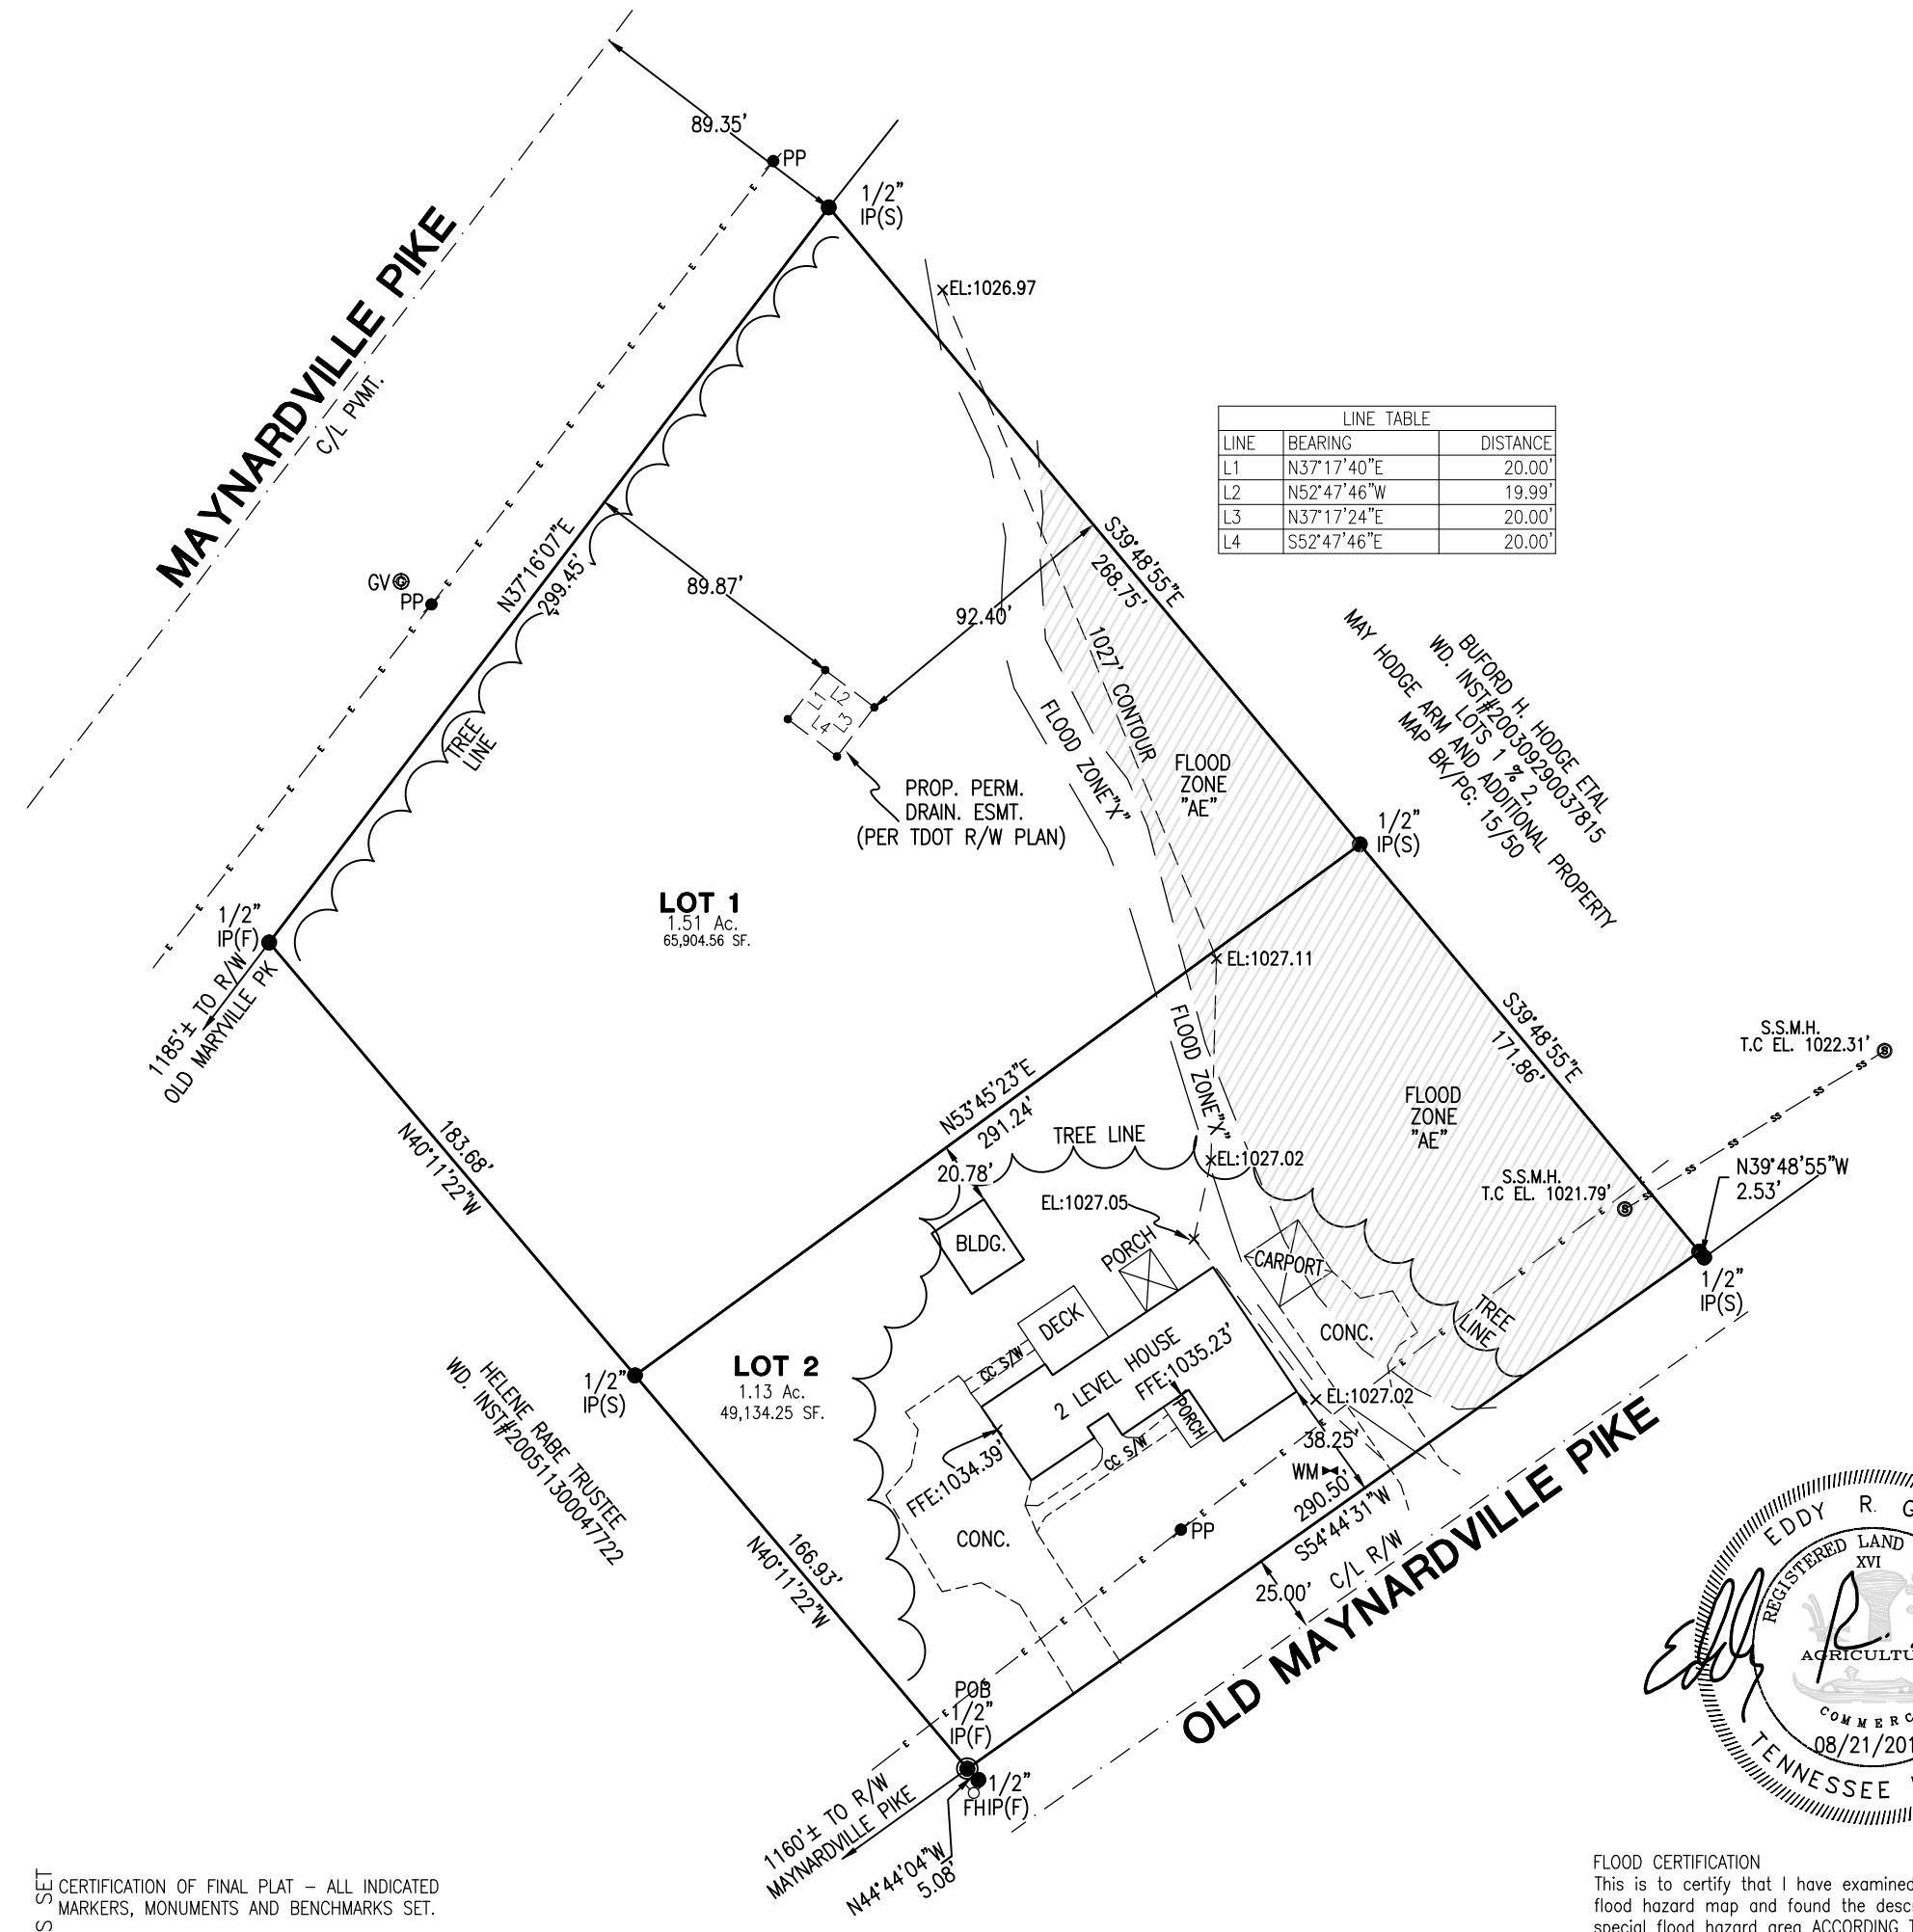 89.35'
PP
1/2"
IP(S)
MAYNARDVILLE PIKE
C/L PVMT.
EL:1026.97
LINE TABLE
LINE BEARING DISTANCE
L1 N37°17'40"E 20.00'
L2 N52°47'46"W 19.99'
L3 N37°17'24"E 20.00'
L4 S52°47'46"E 20.00'
N37°16'07"E
299.45'
GV G
PP
89.87'
92.40'
S39°48'55"E
268.75'
L1
L2
L3
L4
1027' CONTOUR
FLOOD ZONE"X"
FLOOD
ZONE
"AE"
BUFORD H. HODGE ETAL
WD. INST#200309290037815
LOTS 1 % 2,
MAY HODGE ARM AND ADDITIONAL PROPERTY
MAP BK/PG: 15/50
TREE
LINE
PROP. PERM.
DRAIN. ESMT.
(PER TDOT R/W PLAN)
1/2"
IP(S)
LOT 1
1.51 Ac.
65,904.56 SF.
1/2"
IP(F)
1185'± TO R/W
OLD MARYVILLE PK
EL:1027.11
183.68'
N40°11'22"W
N53°45'23"E
291.24'
FLOOD ZONE"X"
S39°48'55"E
171.86'
FLOOD
ZONE
"AE"
S.S.M.H.
T.C EL. 1022.31' S
S.S.M.H.
T.C EL. 1021.79' S
N39°48'55"W
2.53'
TREE LINE
20.78'
EL:1027.02
EL:1027.05
BLDG.
PORCH
CARPORT
1/2"
IP(S)
DECK
CONC.
TREE
LINE
CC S/W
2 LEVEL HOUSE
FFE:1035.23'
PORCH
EL:1027.02
1/2"
IP(S)
LOT 2
1.13 Ac.
49,134.25 SF.
HELENE RABE TRUSTEE
WD. INST#200511300047722
FFE:1034.39'
CC S/W
38.25'
WM
290.50'
S54°44'31"W
CONC.
PP
166.93'
N40°11'22"W
25.00'
C/L R/W
OLD MAYNARDVILLE PIKE
POB
1/2"
IP(F)
1/2"
FHIP(F)
1160'± TO R/W
MAYNARDVILLE PIKE
N44°44'04"W
5.08'
EDDY R. G
REGISTERED LAND
XVI
AGRICULTU
COMMERC
08/21/201
TENNESSEE
S SET
CERTIFICATION OF FINAL PLAT – ALL INDICATED
MARKERS, MONUMENTS AND BENCHMARKS SET.
FLOOD CERTIFICATION
This is to certify that I have examined
flood hazard map and found the desc
special flood hazard area ACCORDING T